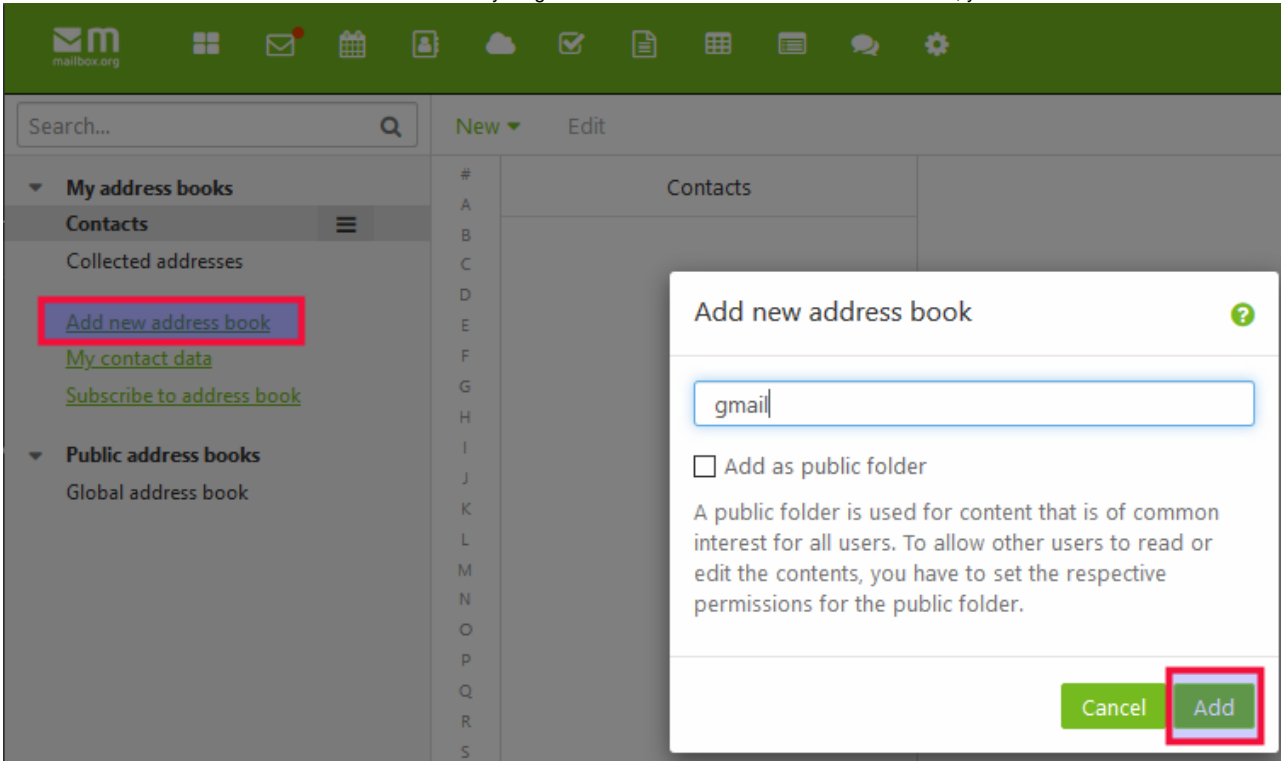 mailbox.org
Search...
New
Edit
My address books
Contacts
Collected addresses
Add new address book
My contact data
Subscribe to address book
Public address books
Global address book
#
A
B
C
D
E
F
G
H
I
J
K
L
M
N
O
P
Q
R
S
Contacts
Add new address book
gmail
Add as public folder
A public folder is used for content that is of common
interest for all users. To allow other users to read or
edit the contents, you have to set the respective
permissions for the public folder.
Cancel
Add